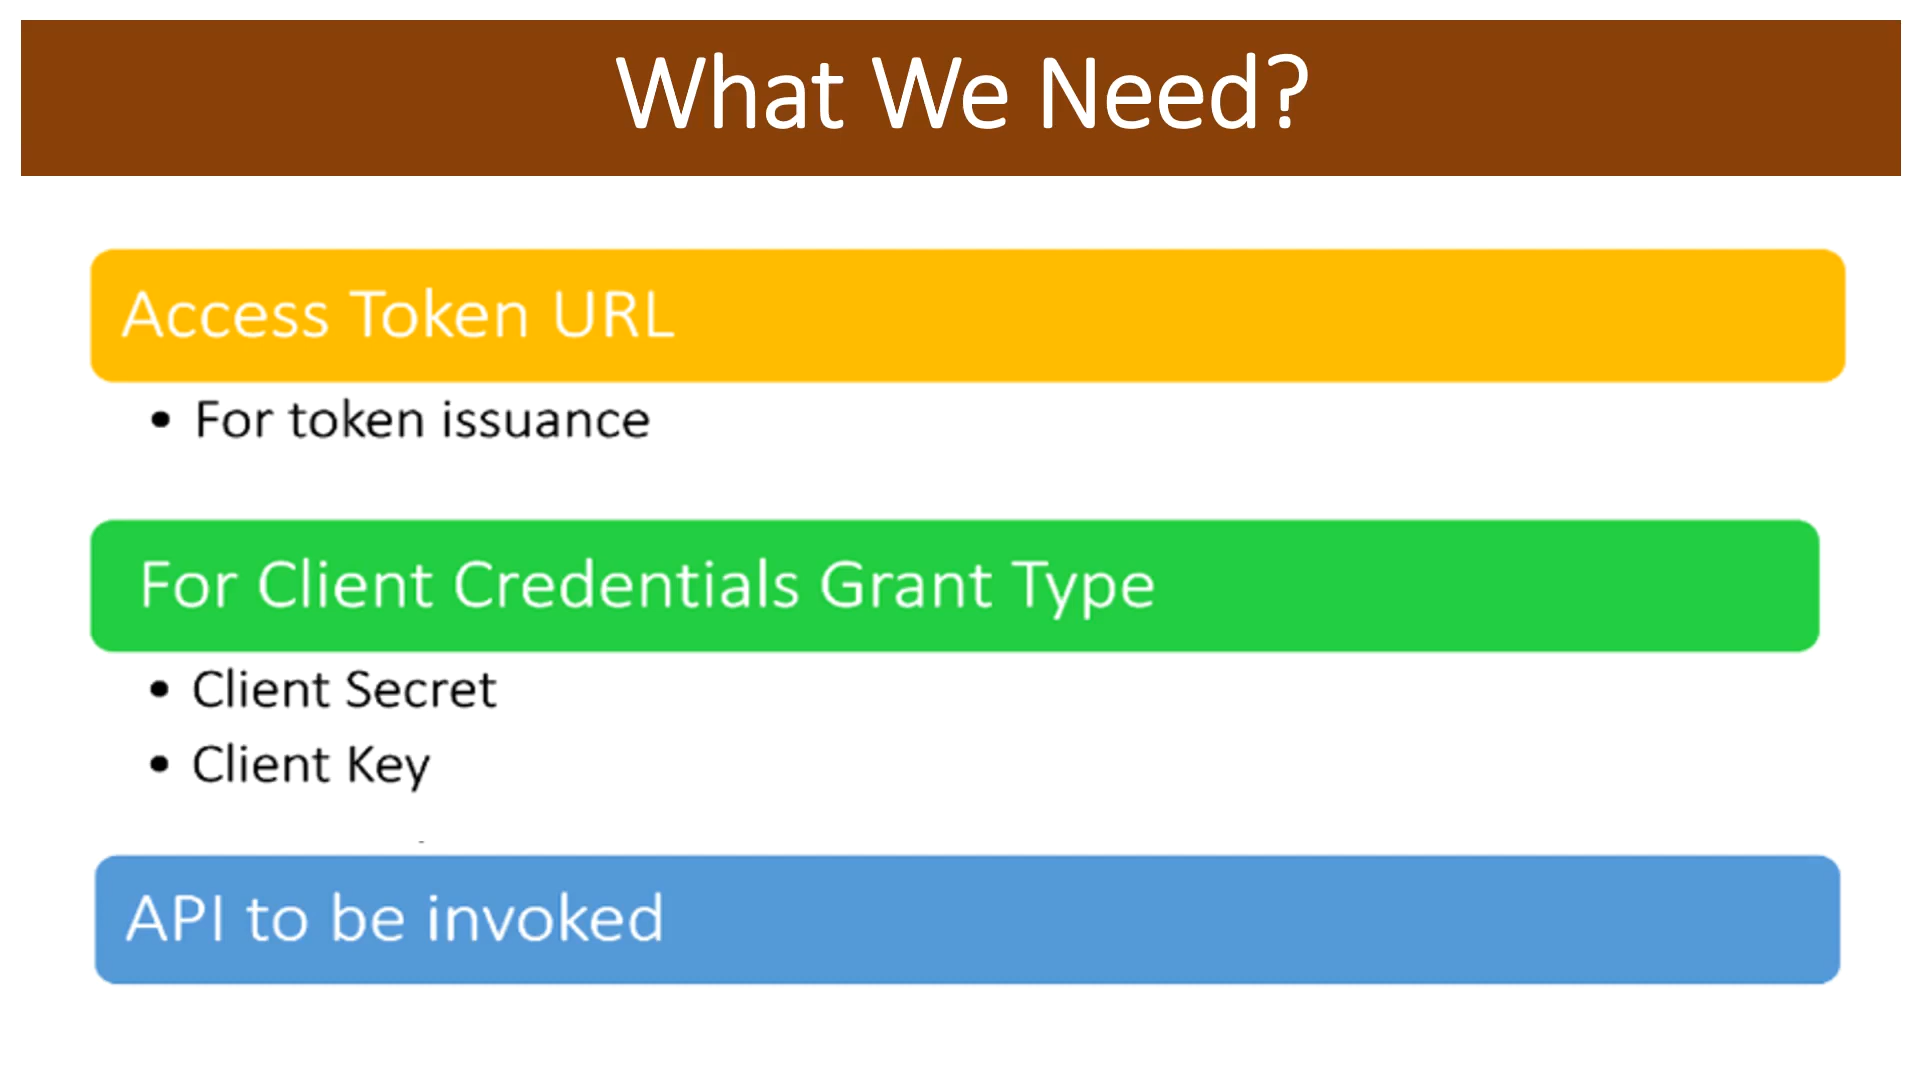 What We Need?
Access Token URL
• For token issuance
For Client Credentials Grant Type
• Client Secret
• Client Key
API to be invoked